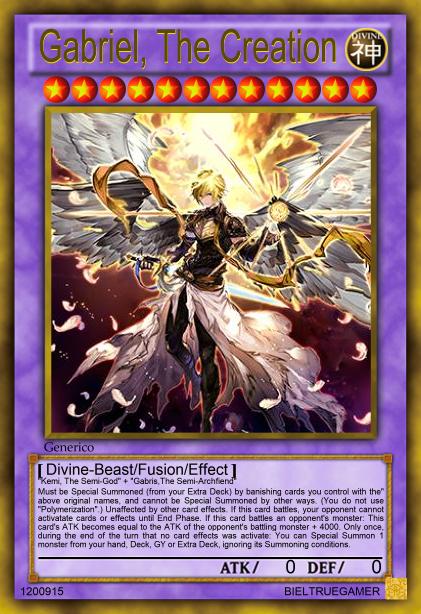 Gabriel, The Creation
DIVINE
神
Generico
[ Divine-Beast/Fusion/Effect ]
"Kemi, The Semi-God" + "Gabris,The Semi-Archfiend
Must be Special Summoned (from your Extra Deck) by banishing cards you control with the"
above original names, and cannot be Special Summoned by other ways. (You do not use
"Polymerization".) Unaffected by other card effects. If this card battles, your opponent cannot
activatate cards or effects until End Phase. If this card battles an opponent's monster: This
card's ATK becomes equal to the ATK of the opponent's battling monster + 4000. Only once,
during the end of the turn that no card effects was activate: You can Special Summon 1
monster from your hand, Deck, GY or Extra Deck, ignoring its Summoning conditions.
ATK/ 0 DEF/ 0
1200915 BIELTRUEGAMER